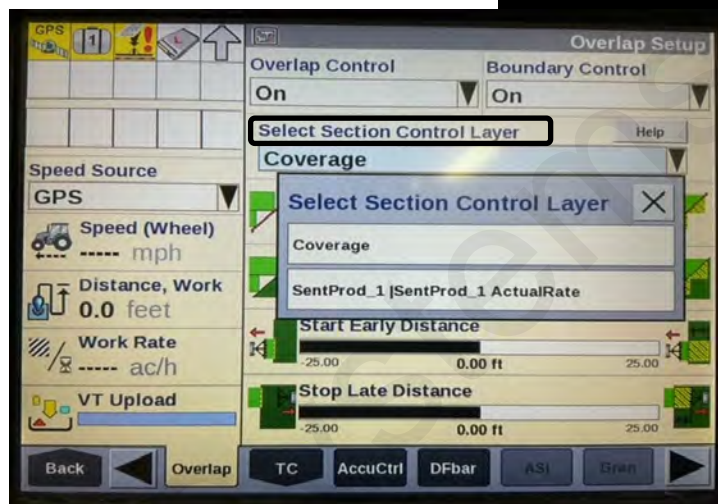 GPS
1
Overlap Setup
Overlap Control
Boundary Control
On
On
Select Section Control Layer
Help
Coverage
Speed Source
GPS
Speed (Wheel)
----- mph
Distance, Work
0.0 feet
Work Rate
----- ac/h
VT Upload
Select Section Control Layer
Coverage
SentProd_1 |SentProd_1 ActualRate
Start Early Distance
-25.00
0.00 ft
25.00
Stop Late Distance
-25.00
0.00 ft
25.00
Back
Overlap
TC
AccuCtrl
DFbar
ASI
Gren